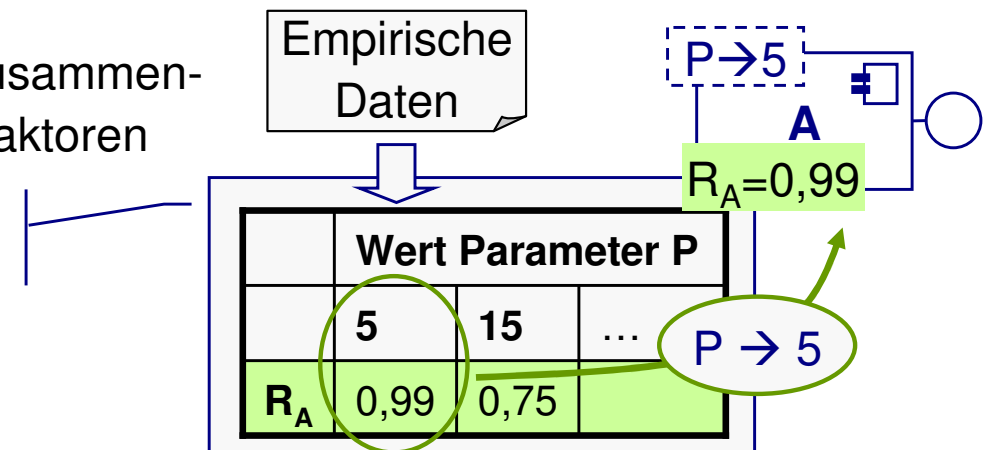 usammen-
aktoren
Empirische
Daten
P→5
A
R_A=0,99
Wert Parameter P
5 15 …
R_A 0,99 0,75
P → 5